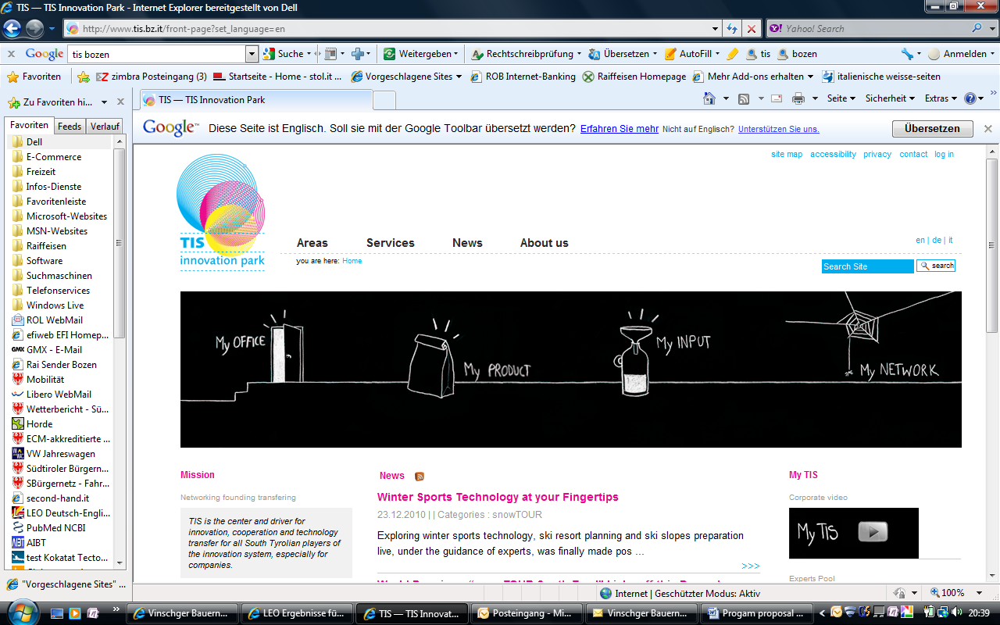 TIS — TIS Innovation Park - Internet Explorer bereitgestellt von Dell
http://www.tis.bz.it/front-page?set_language=en
Yahoo! Search
x Google tis bozen Suche Weitergeben Rechtschreibprüfung Übersetzen AutoFill tis bozen Anmelden
Favoriten zimbra Posteingang (3) Startseite - Home - stol.it ... Vorgeschlagene Sites ROB Internet-Banking Raiffeisen Homepage Mehr Add-ons erhalten italienische weisse-seiten
Zu Favoriten hi... TIS — TIS Innovation Park Seite Sicherheit Extras
Favoriten Feeds Verlauf
Google™ Diese Seite ist Englisch. Soll sie mit der Google Toolbar übersetzt werden? Erfahren Sie mehr Nicht auf Englisch? Unterstützen Sie uns. Übersetzen
Dell
E-Commerce
Freizeit
Infos-Dienste
Favoritenleiste
Microsoft-Websites
MSN-Websites
Raiffeisen
Software
Suchmaschinen
Telefonservices
Windows Live
ROL WebMail
efiweb EFI Homep...
GMX GMX - E-Mail
Rai Sender Bozen
Mobilität
Libero WebMail
Wetterbericht - Sü...
Horde
ECM-akkreditierte ...
VW Jahreswagen
Südtiroler Bürgern...
SBürgernetz - Fahr...
second-hand.it
LEO Deutsch-Engli...
PubMed NCBI
AIBT
test Kokatat Tecto...
"Vorgeschlagene Sites" ...
site map accessibility privacy contact log in
TIS
innovation park
Areas Services News About us
en | de | it
you are here: Home
Search Site search
My OFFICE
My PRODUCT
My INPUT
My NETWORK
Mission
Networking founding transfering
TIS is the center and driver for
innovation, cooperation and technology
transfer for all South Tyrolian players of
the innovation system, especially for
companies.
News
Winter Sports Technology at your Fingertips
23.12.2010 | | Categories : snowTOUR
Exploring winter sports technology, ski resort planning and ski slopes preparation
live, under the guidance of experts, was finally made pos ...
>>>
My TIS
Corporate video
My TIS
Experts Pool
Internet | Geschützter Modus: Aktiv 100%
Vinschger Bauern... LEO Ergebnisse fü... TIS — TIS Innovat... Posteingang - Mi... Vinschger Bauern... Progam proposal ... 20:39